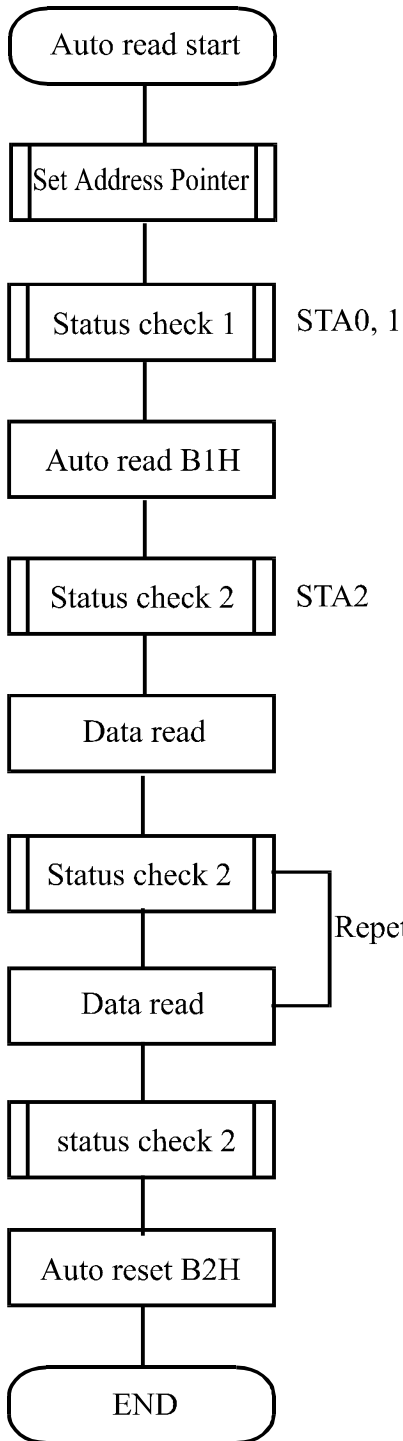 Auto read start
Set Address Pointer
Status check 1
STA0, 1
Auto read B1H
Status check 2
STA2
Data read
Status check 2
Repet
Data read
status check 2
Auto reset B2H
END